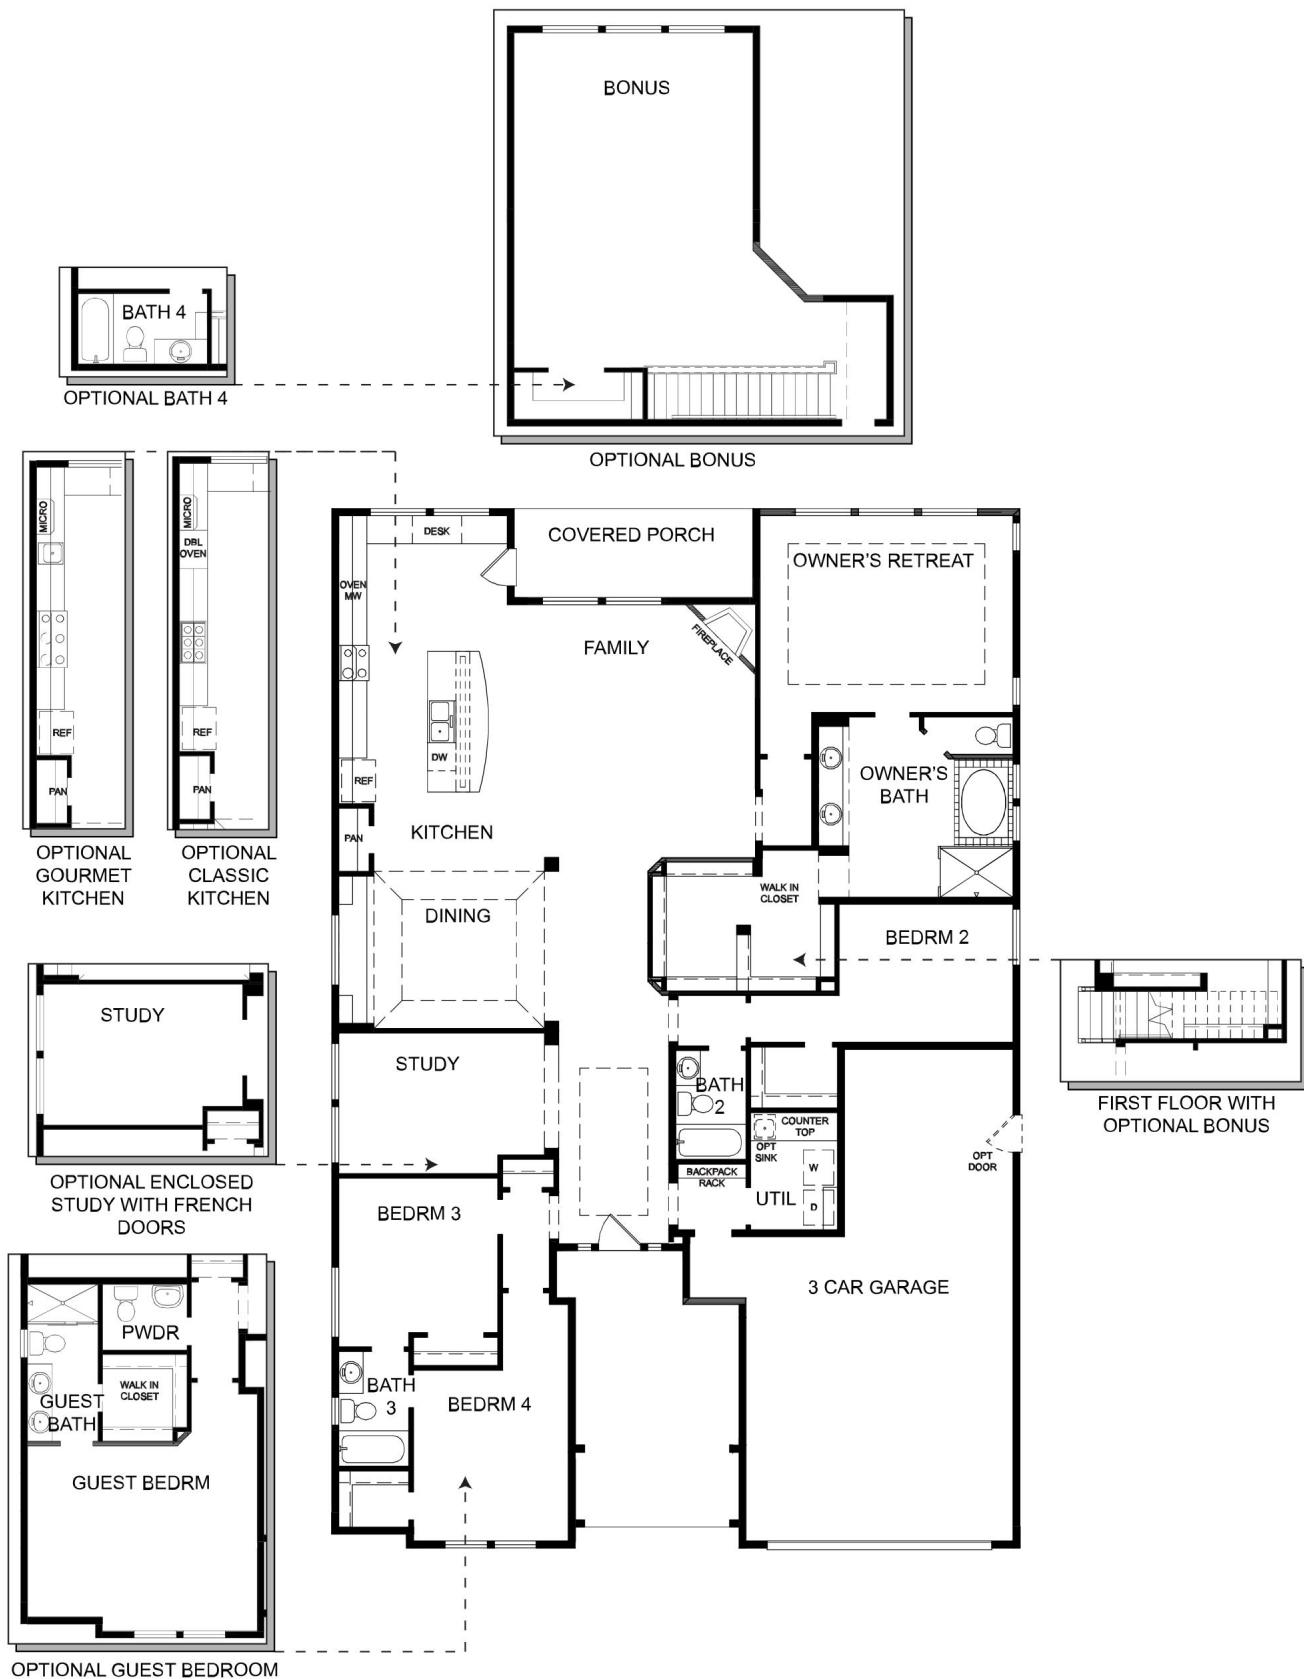 BONUS
BATH 4
OPTIONAL BATH 4
OPTIONAL BONUS
MICRO
REF
PAN
OPTIONAL
GOURMET
KITCHEN
MICRO
DBL
OVEN
REF
PAN
OPTIONAL
CLASSIC
KITCHEN
DESK
COVERED PORCH
OWNER'S RETREAT
OVEN
MW
FAMILY
FIREPLACE
DW
REF
OWNER'S
BATH
KITCHEN
PAN
WALK IN
CLOSET
DINING
BEDRM 2
STUDY
OPTIONAL ENCLOSED
STUDY WITH FRENCH
DOORS
STUDY
BATH
2
FIRST FLOOR WITH
OPTIONAL BONUS
COUNTER
TOP
OPT
SINK
OPT
DOOR
BACKPACK
RACK
W
UTIL
D
BEDRM 3
3 CAR GARAGE
PWDR
WALK IN
CLOSET
GUEST
BATH
GUEST BEDRM
BATH
3
BEDRM 4
OPTIONAL GUEST BEDROOM